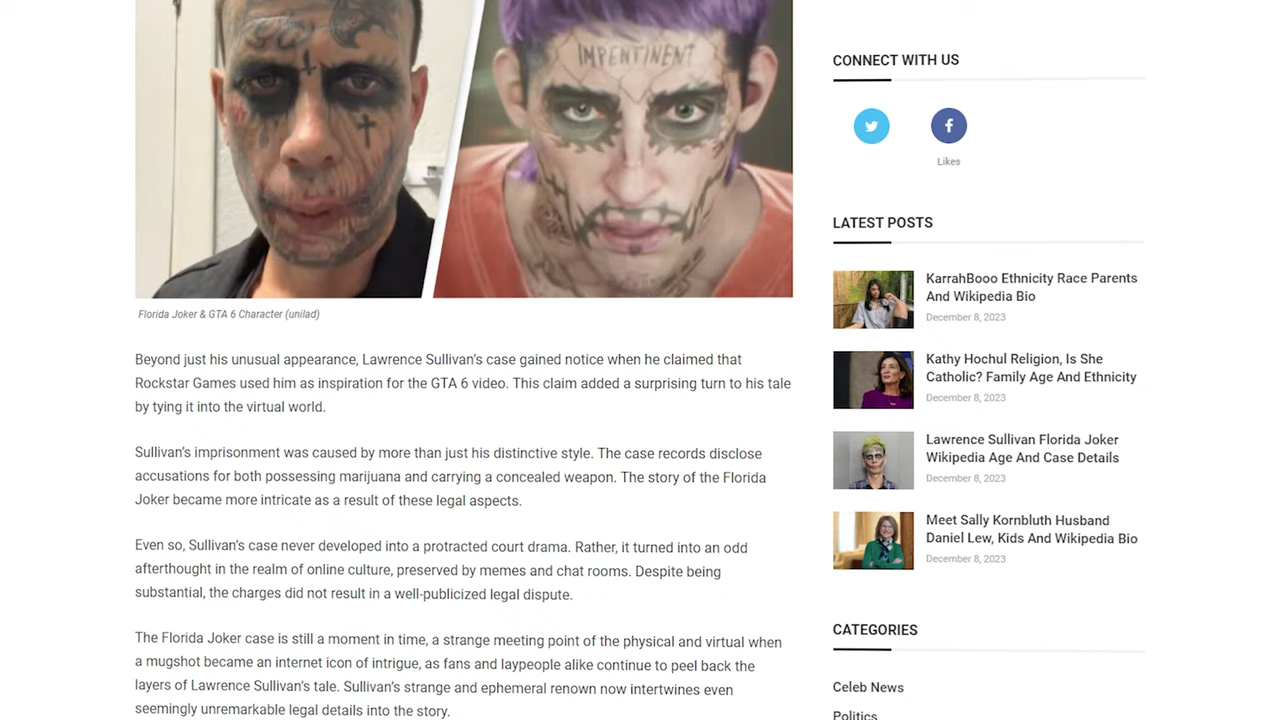 IMPENTINENT
Florida Joker & GTA 6 Character (unilad)
Beyond just his unusual appearance, Lawrence Sullivan's case gained notice when he claimed that
Rockstar Games used him as inspiration for the GTA 6 video. This claim added a surprising turn to his tale
by tying it into the virtual world.
Sullivan's imprisonment was caused by more than just his distinctive style. The case records disclose
accusations for both possessing marijuana and carrying a concealed weapon. The story of the Florida
Joker became more intricate as a result of these legal aspects.
Even so, Sullivan's case never developed into a protracted court drama. Rather, it turned into an odd
afterthought in the realm of online culture, preserved by memes and chat rooms. Despite being
substantial, the charges did not result in a well-publicized legal dispute.
The Florida Joker case is still a moment in time, a strange meeting point of the physical and virtual when
a mugshot became an internet icon of intrigue, as fans and laypeople alike continue to peel back the
layers of Lawrence Sullivan's tale. Sullivan's strange and ephemeral renown now intertwines even
seemingly unremarkable legal details into the story.
CONNECT WITH US
Likes
LATEST POSTS
KarrahBooo Ethnicity Race Parents
And Wikipedia Bio
December 8, 2023
Kathy Hochul Religion, Is She
Catholic? Family Age And Ethnicity
December 8, 2023
Lawrence Sullivan Florida Joker
Wikipedia Age And Case Details
December 8, 2023
Meet Sally Kornbluth Husband
Daniel Lew, Kids And Wikipedia Bio
December 8, 2023
CATEGORIES
Celeb News
Politics